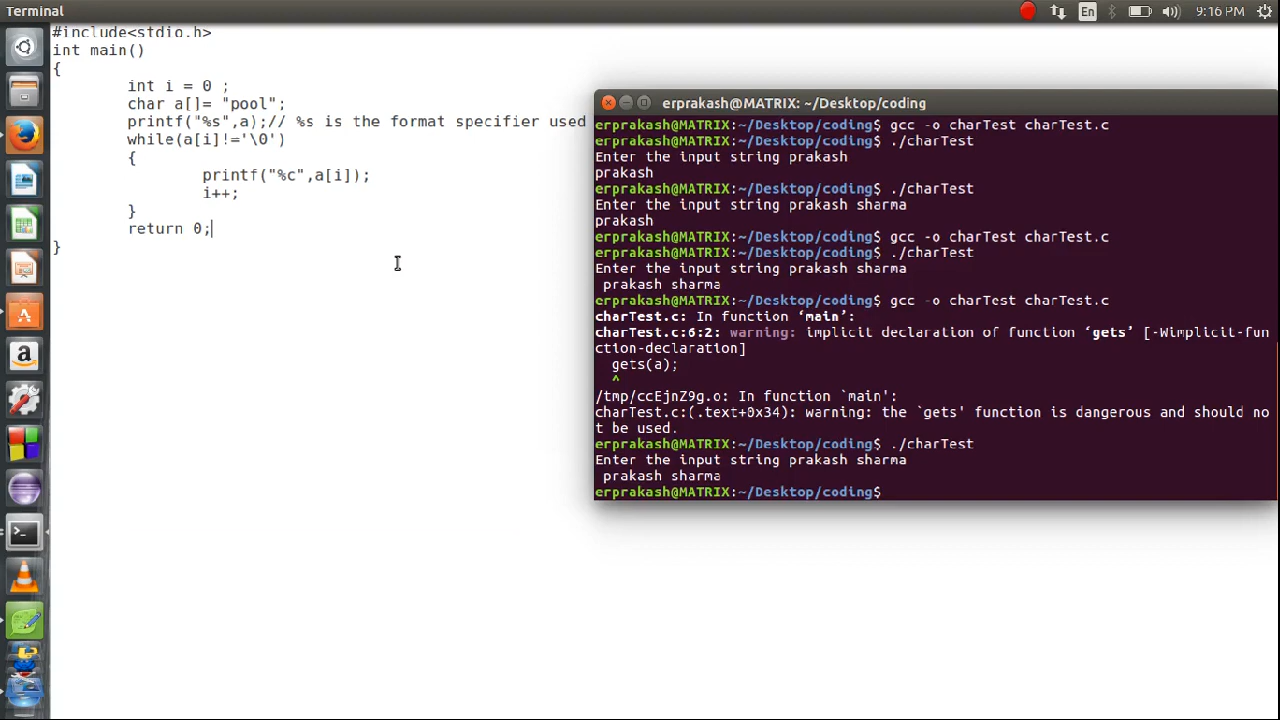 Terminal
En
9:16 PM
#include<stdio.h>
int main()
{
int i = 0 ;
char a[]= "pool";
printf("%s",a);// %s is the format specifier used
while(a[i]!='\0')
{
printf("%c",a[i]);
i++;
}
return 0;
}
erprakash@MATRIX: ~/Desktop/coding
erprakash@MATRIX:~/Desktop/coding$ gcc -o charTest charTest.c
erprakash@MATRIX:~/Desktop/coding$ ./charTest
Enter the input string prakash
prakash
erprakash@MATRIX:~/Desktop/coding$ ./charTest
Enter the input string prakash sharma
prakash
erprakash@MATRIX:~/Desktop/coding$ gcc -o charTest charTest.c
erprakash@MATRIX:~/Desktop/coding$ ./charTest
Enter the input string prakash sharma
prakash sharma
erprakash@MATRIX:~/Desktop/coding$ gcc -o charTest charTest.c
charTest.c: In function ‘main’:
charTest.c:6:2: warning: implicit declaration of function ‘gets’ [-Wimplicit-fun
ction-declaration]
gets(a);
^
/tmp/ccEjnZ9g.o: In function `main':
charTest.c:(.text+0x34): warning: the `gets' function is dangerous and should no
t be used.
erprakash@MATRIX:~/Desktop/coding$ ./charTest
Enter the input string prakash sharma
prakash sharma
erprakash@MATRIX:~/Desktop/coding$